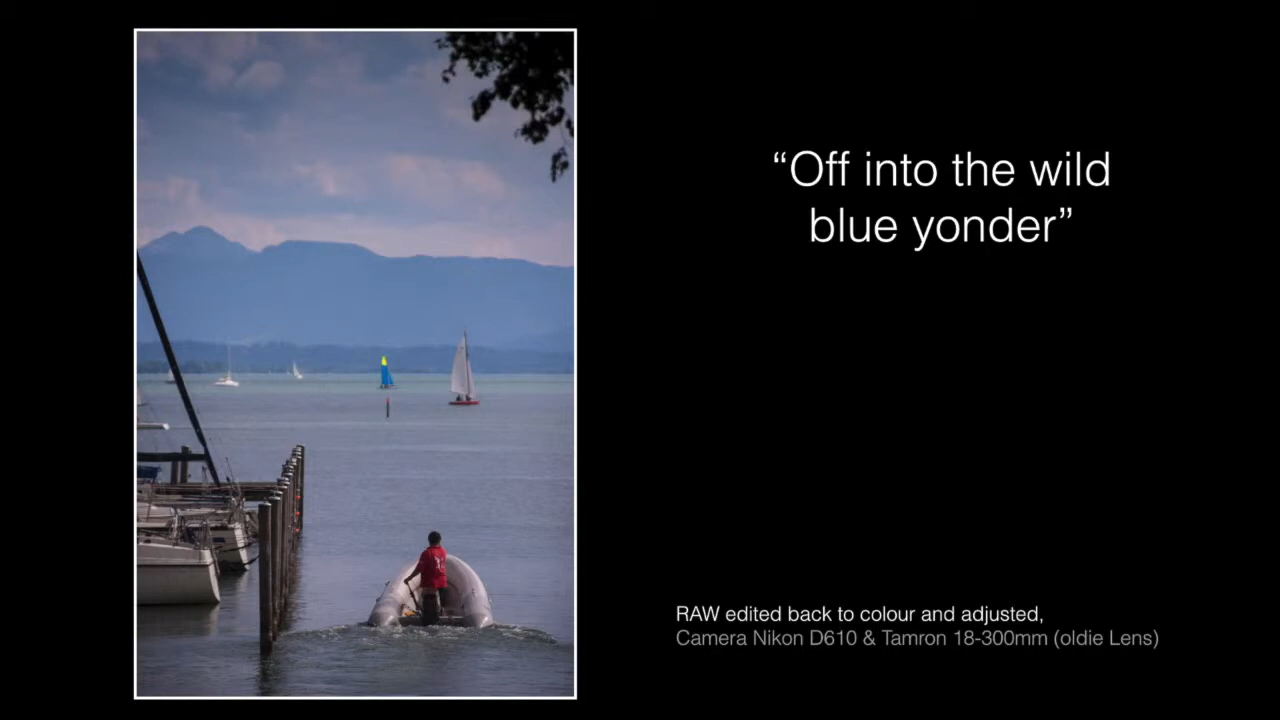 “Off into the wild
blue yonder”
RAW edited back to colour and adjusted,
Camera Nikon D610 & Tamron 18-300mm (oldie Lens)